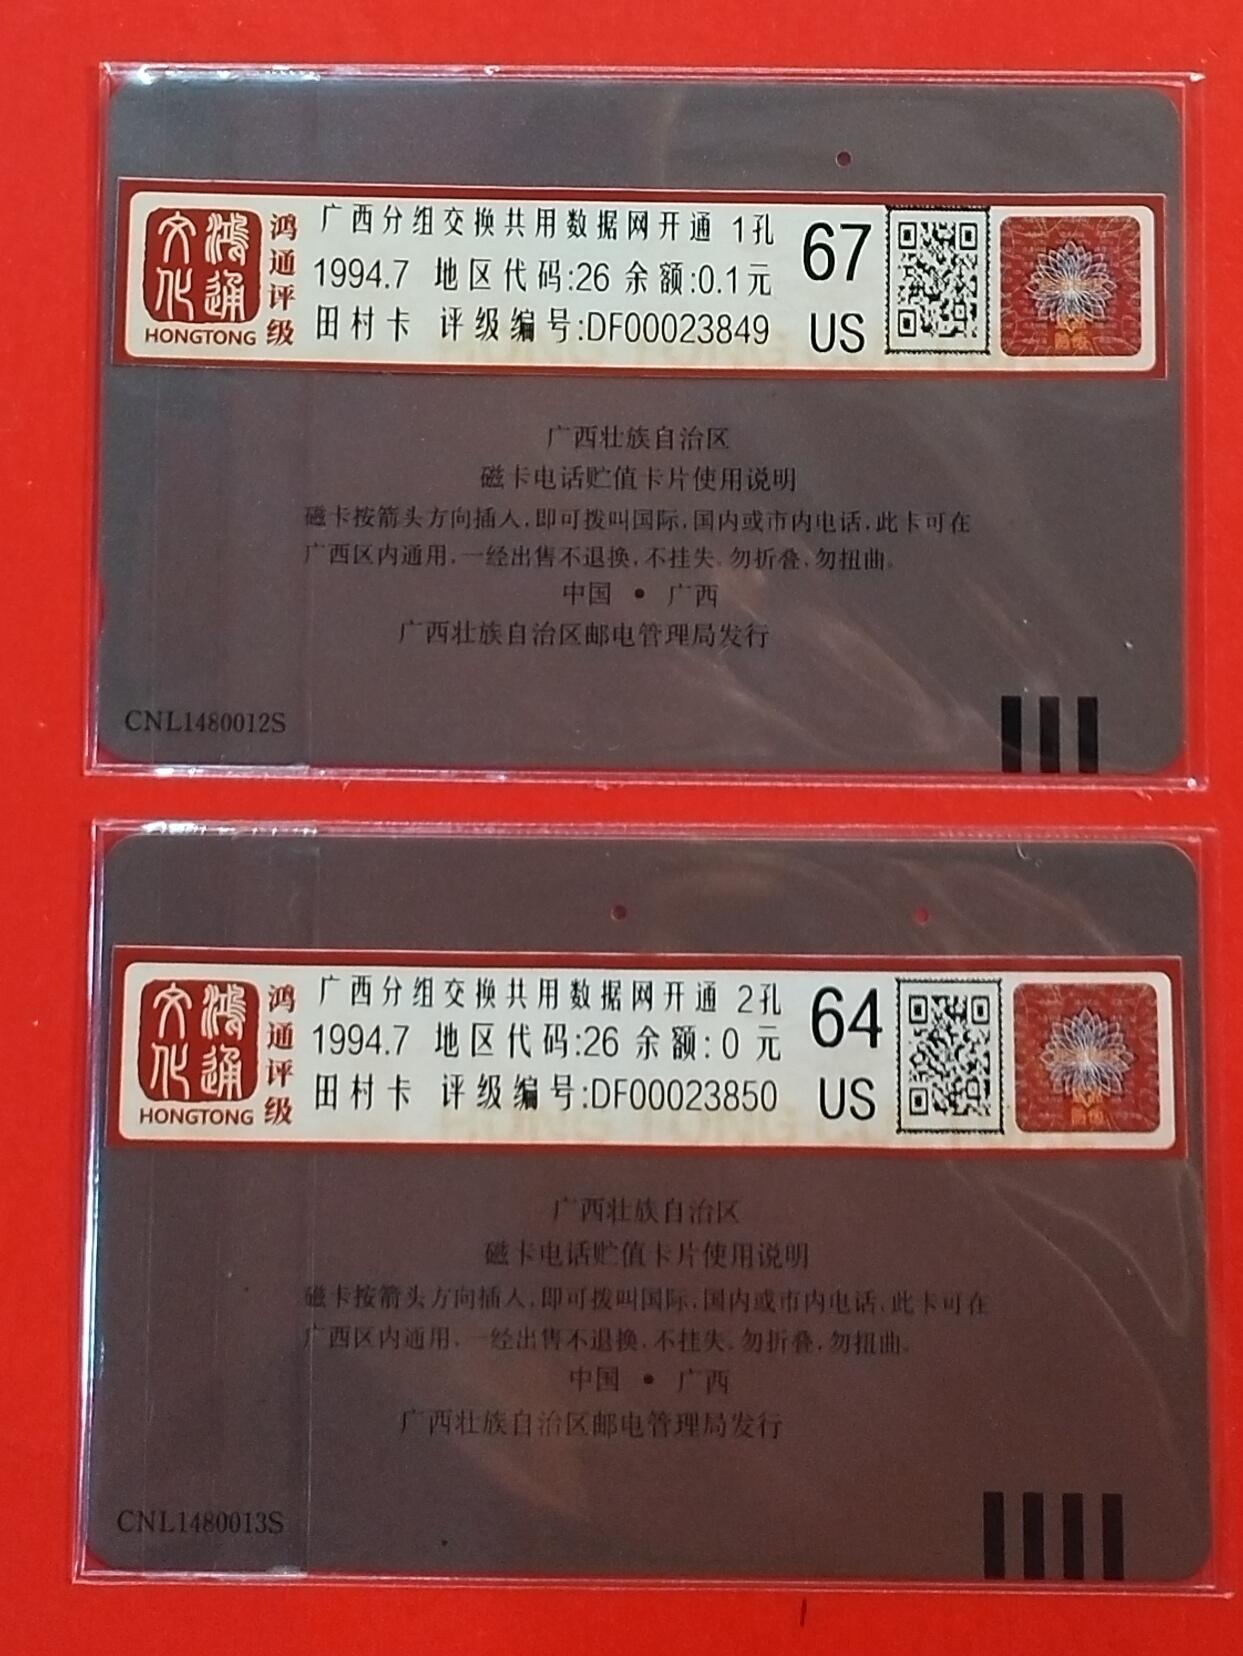 鸿通文化
HONGTONG
鸿通评级
广西分组交换共用数据网开通 1孔
1994.7 地区代码:26 余额:0.1元
田村卡 评级编号:DF00023849
67
US
广西壮族自治区
磁卡电话贮值卡片使用说明
磁卡按箭头方向插入,即可拨叫国际,国内或市内电话,此卡可在
广西区内通用,一经出售不退换,不挂失,勿折叠,勿扭曲。
中国 • 广西
广西壮族自治区邮电管理局发行
CNL1480012S
鸿通文化
HONGTONG
鸿通评级
广西分组交换共用数据网开通 2孔
1994.7 地区代码:26 余额:0 元
田村卡 评级编号:DF00023850
64
US
广西壮族自治区
磁卡电话贮值卡片使用说明
磁卡按箭头方向插入,即可拨叫国际,国内或市内电话,此卡可在
广西区内通用,一经出售不退换,不挂失,勿折叠,勿扭曲。
中国 • 广西
广西壮族自治区邮电管理局发行
CNL1480013S